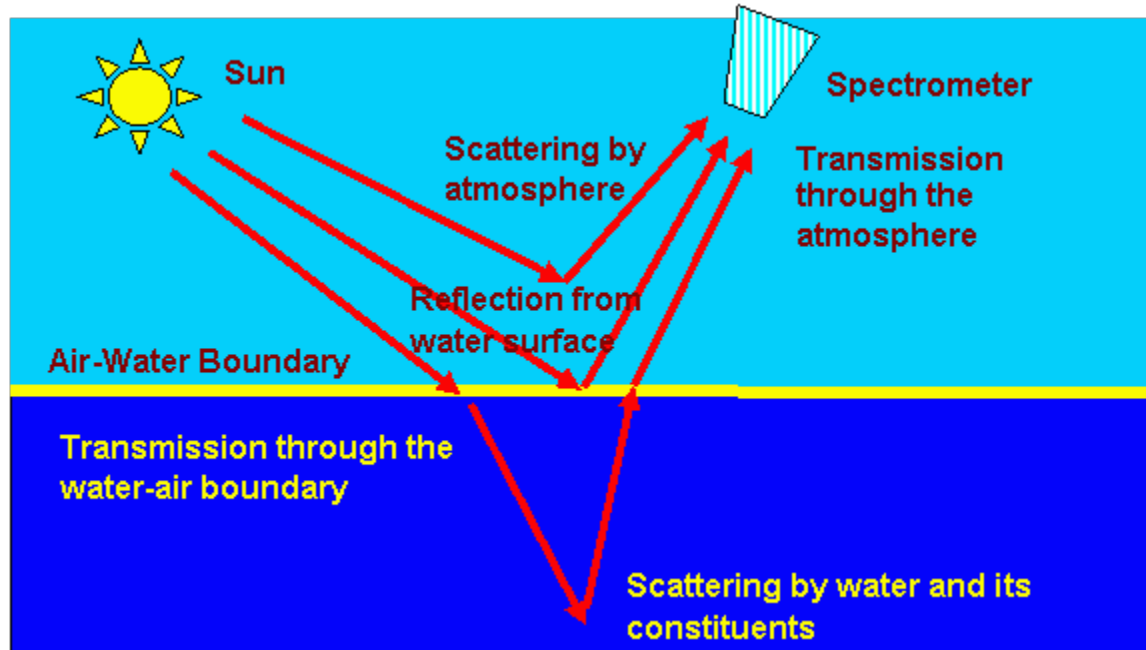 Sun
Spectrometer
Scattering by
atmosphere
Transmission
through the
atmosphere
Reflection from
water surface
Air-Water Boundary
Transmission through the
water-air boundary
Scattering by water and its
constituents